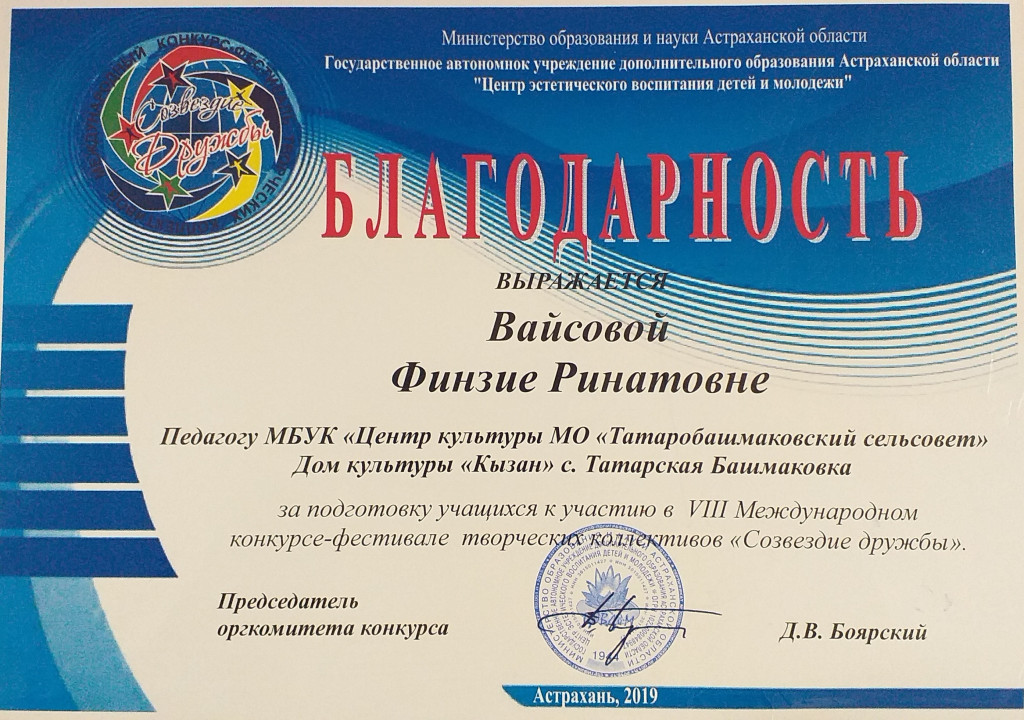 Министерство образования и науки Астраханской области
Государственное автономнок учреждение дополнительного образования Астраханской области
"Центр эстетического воспитания детей и молодежи"
Созвездие
Дружбы
БЛАГОДАРНОСТЬ
ВЫРАЖАЕТСЯ
Вайсовой
Финзие Ринатовне
Педагогу МБУК «Центр культуры МО «Татаробашмаковский сельсовет»
Дом культуры «Кызан» с. Татарская Башмаковка
за подготовку учащихся к участию в VIII Международном
конкурсе-фестивале творческих коллективов «Созвездие дружбы».
Председатель
оргкомитета конкурса
Д.В. Боярский
Астрахань, 2019